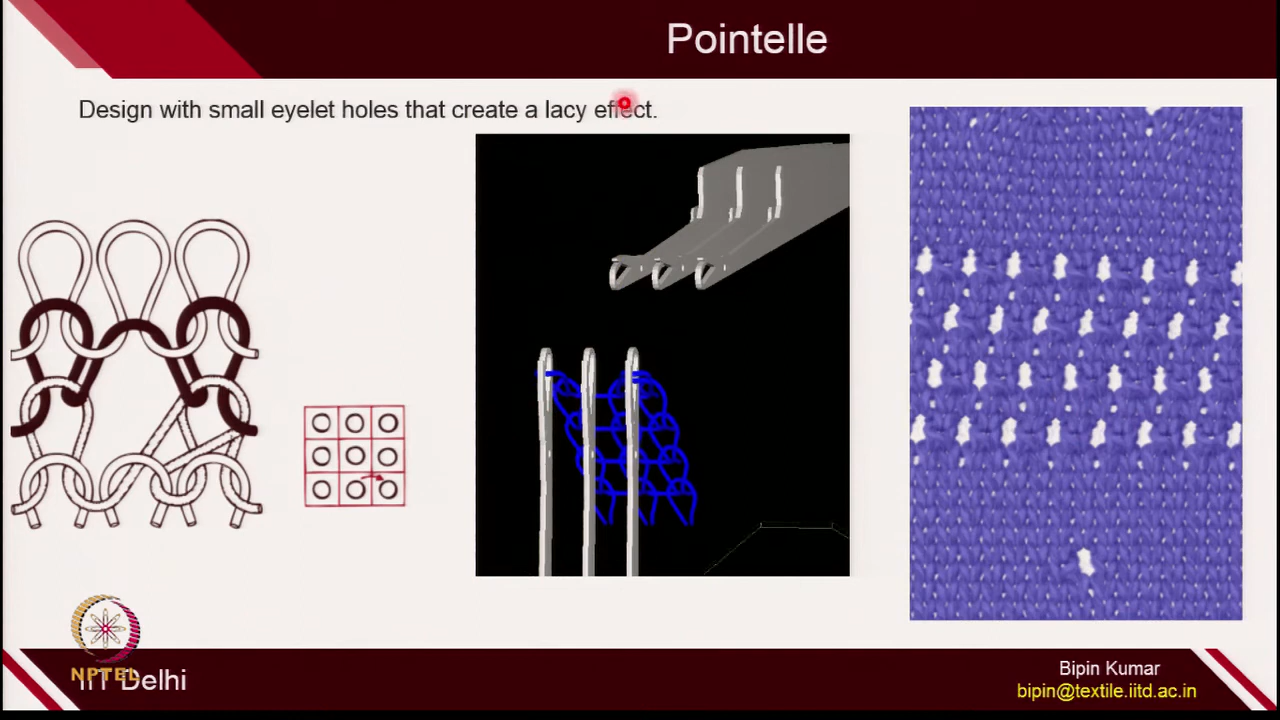 Pointelle
Design with small eyelet holes that create a lacy effect.
NPTEL
IIT Delhi
Bipin Kumar
bipin@textile.iitd.ac.in